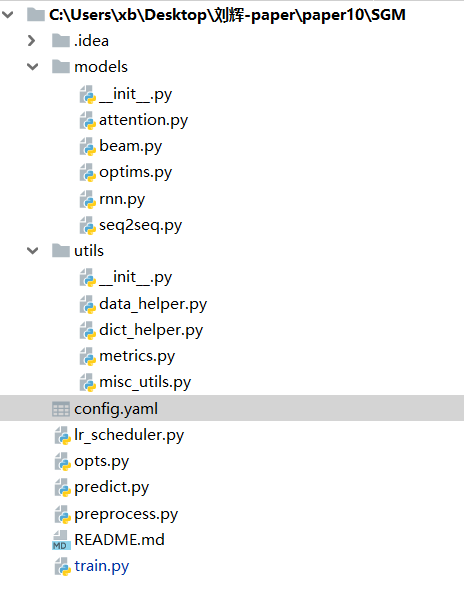 C:\Users\xb\Desktop\刘辉-paper\paper10\SGM
.idea
models
__init__.py
attention.py
beam.py
optims.py
rnn.py
seq2seq.py
utils
__init__.py
data_helper.py
dict_helper.py
metrics.py
misc_utils.py
config.yaml
lr_scheduler.py
opts.py
predict.py
preprocess.py
MD README.md
train.py